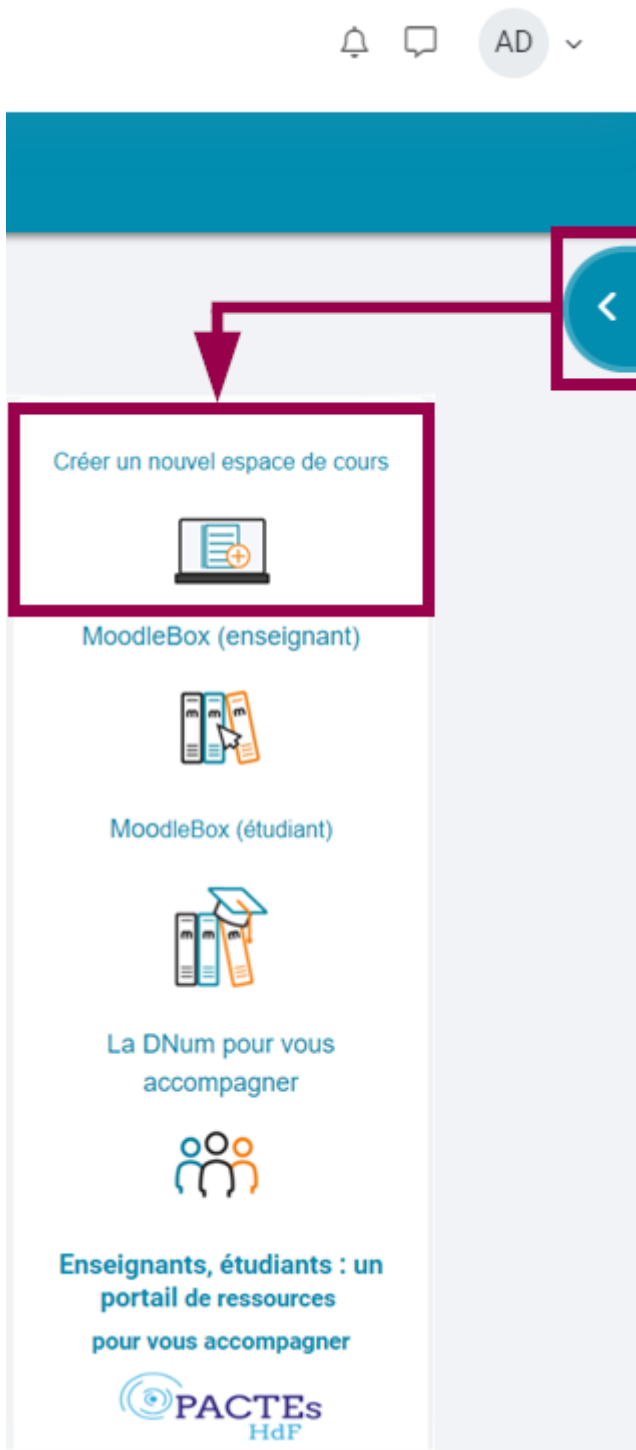 AD
Créer un nouvel espace de cours
MoodleBox (enseignant)
m m m
MoodleBox (étudiant)
m m m
La DNum pour vous
accompagner
Enseignants, étudiants : un
portail de ressources
pour vous accompagner
PACTEs
HdF